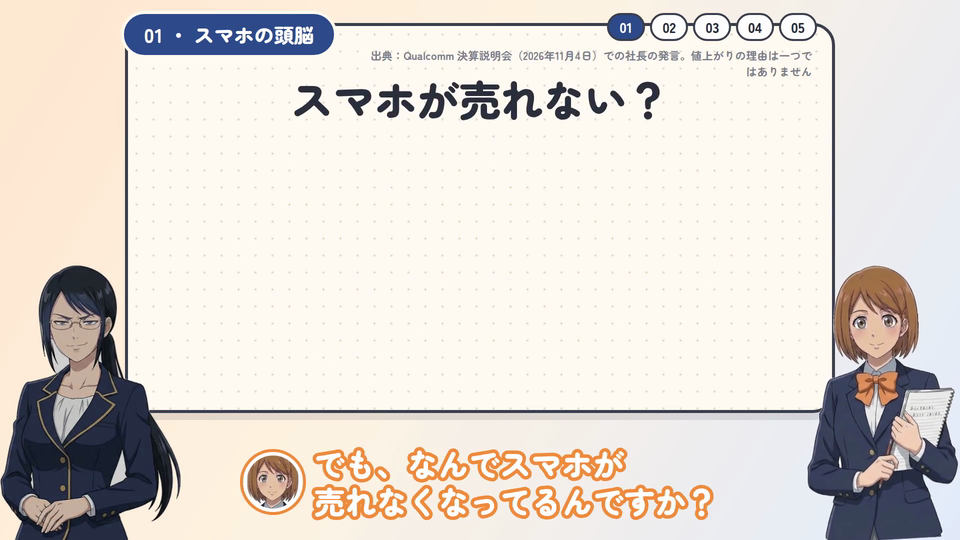 01 ・ スマホの頭脳
01 02 03 04 05
出典：Qualcomm 決算説明会（2026年11月4日）での社長の発言。値上がりの理由は一つで
はありません
スマホが売れない？
でも、なんでスマホが
売れなくなってるんですか？